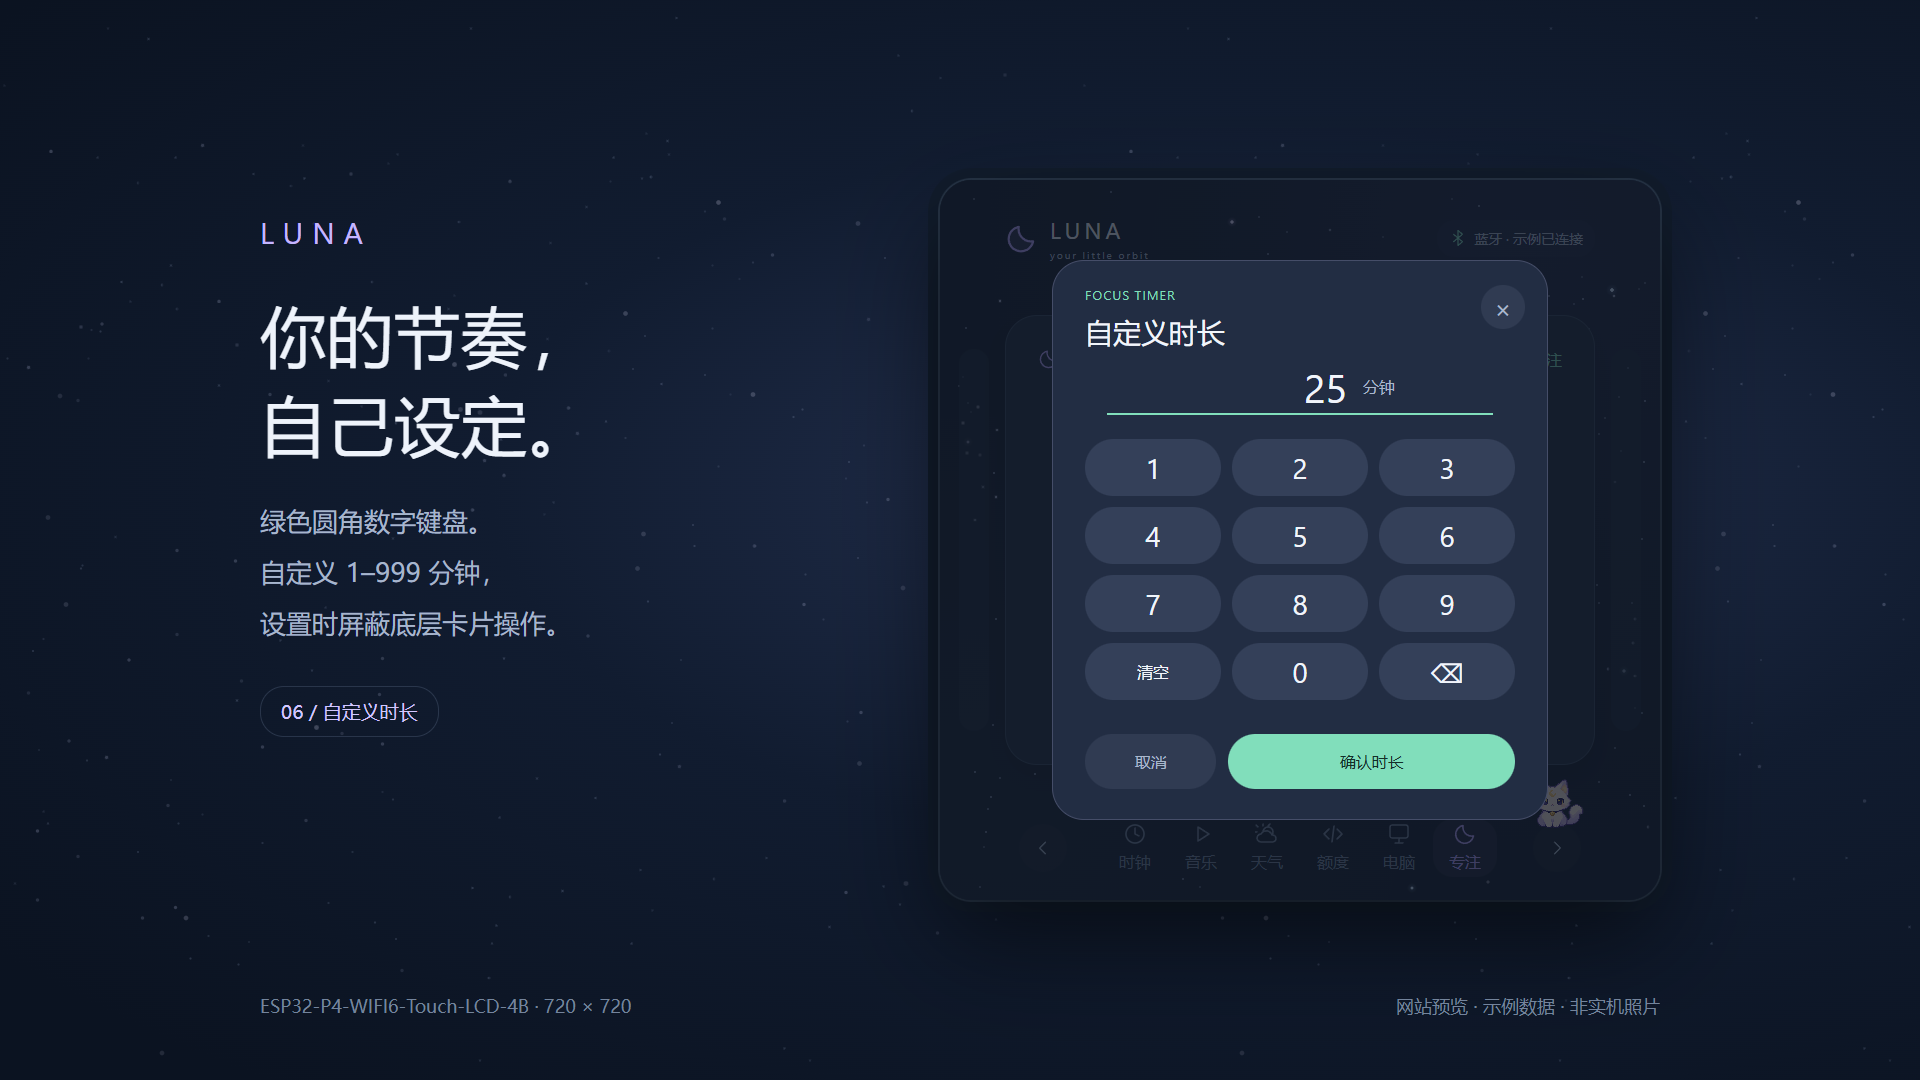 LUNA
你的节奏，
自己设定。
绿色圆角数字键盘。
自定义 1–999 分钟，
设置时屏蔽底层卡片操作。
06 / 自定义时长
ESP32-P4-WIFI6-Touch-LCD-4B · 720 × 720
LUNA
your little orbit
蓝牙 · 示例已连接
注
FOCUS TIMER
自定义时长
25 分钟
1 2 3
4 5 6
7 8 9
清空 0 ⌫
取消 确认时长
时钟 音乐 天气 额度 电脑 专注
网站预览 · 示例数据 · 非实机照片